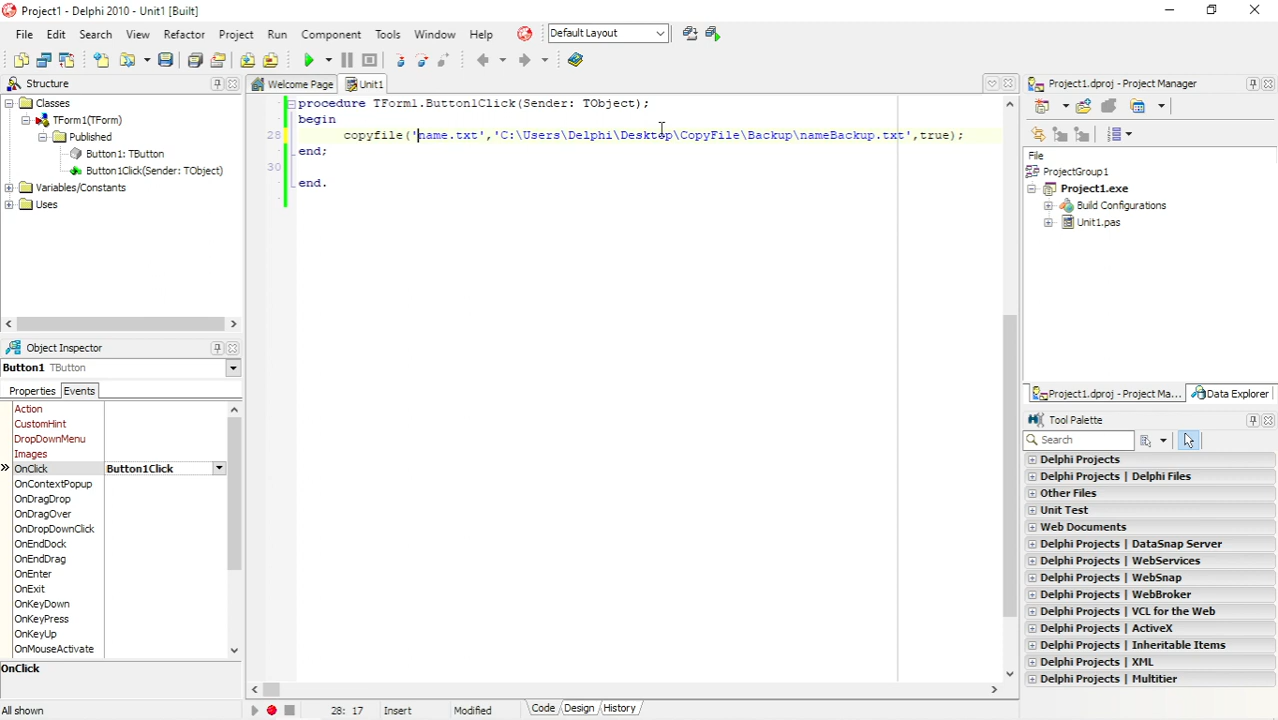 Project1 - Delphi 2010 - Unit1 [Built]
File Edit Search View Refactor Project Run Component Tools Window Help Default Layout
Structure
Classes
TForm1(TForm)
Published
Button1: TButton
Button1Click(Sender: TObject)
Variables/Constants
Uses
Object Inspector
Button1 TButton
Properties Events
Action
CustomHint
DropDownMenu
Images
OnClick Button1Click
OnContextPopup
OnDragDrop
OnDragOver
OnDropDownClick
OnEndDock
OnEndDrag
OnEnter
OnExit
OnKeyDown
OnKeyPress
OnKeyUp
OnMouseActivate
OnClick
All shown
Welcome Page Unit1
procedure TForm1.Button1Click(Sender: TObject);
begin
28 copyfile('name.txt','C:\Users\Delphi\Desktop\CopyFile\Backup\nameBackup.txt',true);
end;
30
end.
28: 17 Insert Modified Code Design History
Project1.dproj - Project Manager
File
ProjectGroup1
Project1.exe
Build Configurations
Unit1.pas
Project1.dproj - Project Ma... Data Explorer
Tool Palette
Search
Delphi Projects
Delphi Projects | Delphi Files
Other Files
Unit Test
Web Documents
Delphi Projects | DataSnap Server
Delphi Projects | WebServices
Delphi Projects | WebSnap
Delphi Projects | WebBroker
Delphi Projects | VCL for the Web
Delphi Projects | ActiveX
Delphi Projects | Inheritable Items
Delphi Projects | XML
Delphi Projects | Multitier